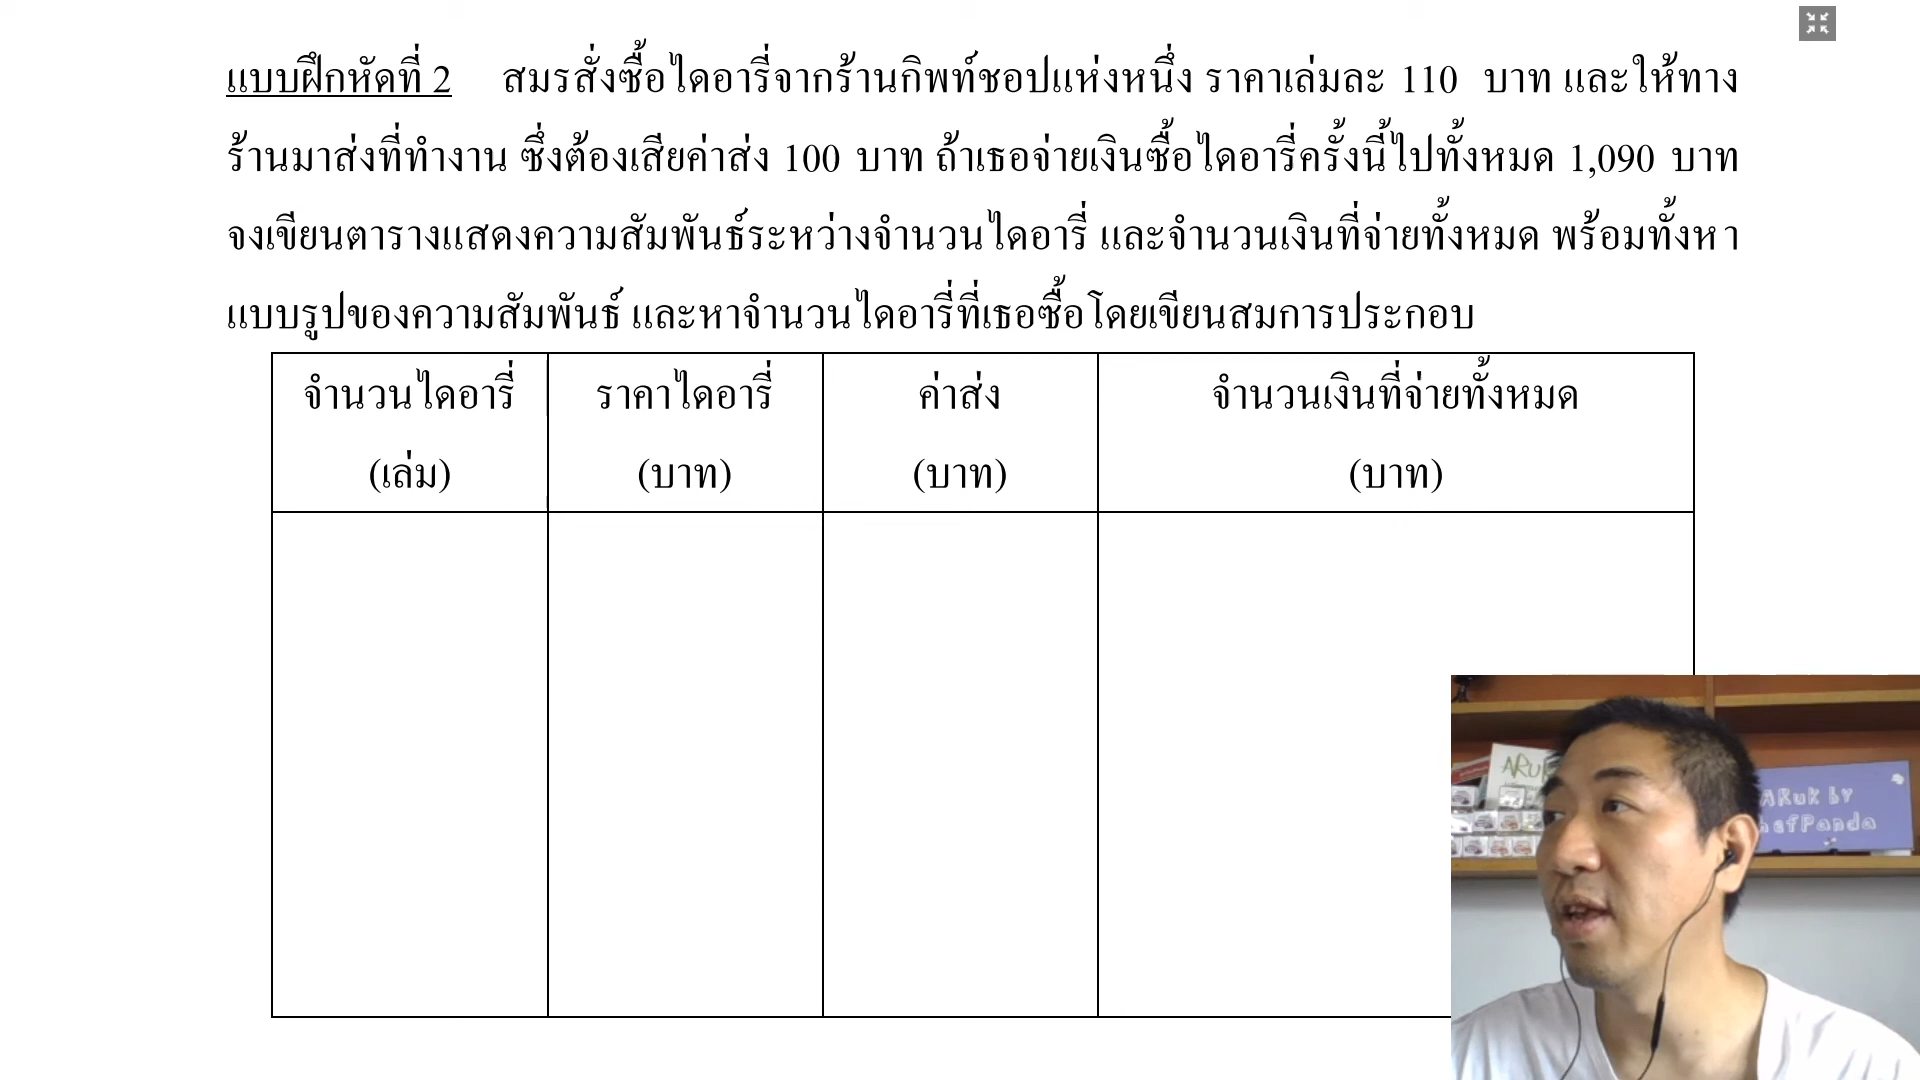 แบบฝึกหัดที่ 2 สมรสั่งซื้อไดอารี่จากร้านกิฟท์ชอปแห่งหนึ่ง ราคาเล่มละ 110 บาท และให้ทาง
ร้านมาส่งที่ทำงาน ซึ่งต้องเสียค่าส่ง 100 บาท ถ้าเธอจ่ายเงินซื้อไดอารี่ครั้งนี้ไปทั้งหมด 1,090 บาท
จงเขียนตารางแสดงความสัมพันธ์ระหว่างจำนวนไดอารี่ และจำนวนเงินที่จ่ายทั้งหมด พร้อมทั้งหา
แบบรูปของความสัมพันธ์ และหาจำนวนไดอารี่ที่เธอซื้อโดยเขียนสมการประกอบ
จำนวนไดอารี่
(เล่ม)
ราคาไดอารี่
(บาท)
ค่าส่ง
(บาท)
จำนวนเงินที่จ่ายทั้งหมด
(บาท)
ARuk by